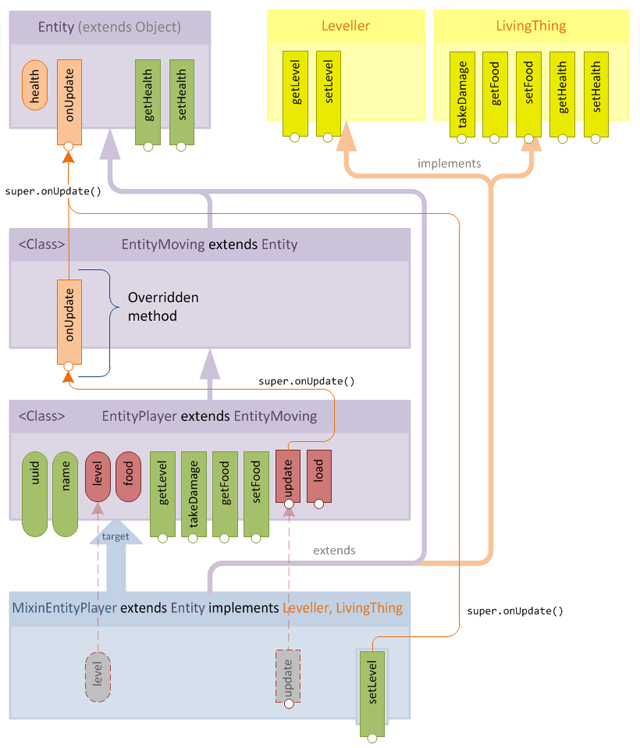 Entity (extends Object)
health
onUpdate
getHealth
setHealth
Leveller
getLevel
setLevel
LivingThing
takeDamage
getFood
setFood
getHealth
setHealth
implements
super.onUpdate()
<Class>
EntityMoving extends Entity
onUpdate
Overridden
method
super.onUpdate()
<Class>
EntityPlayer extends EntityMoving
uuid
name
level
food
getLevel
takeDamage
getFood
setFood
update
load
target
extends
MixinEntityPlayer extends Entity implements Leveller, LivingThing
super.onUpdate()
level
update
setLevel